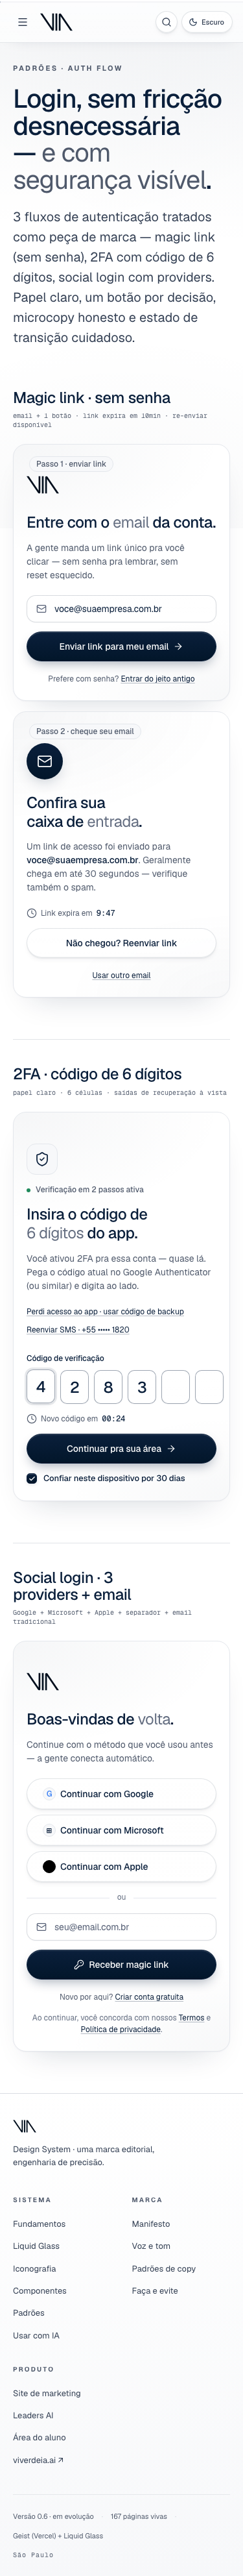 VIA
Escuro
PADRÕES · AUTH FLOW
Login, sem fricção
desnecessária
— e com
segurança visível.
3 fluxos de autenticação tratados
como peça de marca — magic link
(sem senha), 2FA com código de 6
dígitos, social login com providers.
Papel claro, um botão por decisão,
microcopy honesto e estado de
transição cuidadoso.
Magic link · sem senha
email + 1 botão · link expira em 10min · re-enviar
disponível
Passo 1 · enviar link
VIA
Entre com o email da conta.
A gente manda um link único pra você
clicar — sem senha pra lembrar, sem
reset esquecido.
voce@suaempresa.com.br
Enviar link para meu email →
Prefere com senha? Entrar do jeito antigo
Passo 2 · cheque seu email
Confira sua
caixa de entrada.
Um link de acesso foi enviado para
voce@suaempresa.com.br. Geralmente
chega em até 30 segundos — verifique
também o spam.
Link expira em 9:47
Não chegou? Reenviar link
Usar outro email
2FA · código de 6 dígitos
papel claro · 6 células · saídas de recuperação à vista
Verificação em 2 passos ativa
Insira o código de
6 dígitos do app.
Você ativou 2FA pra essa conta — quase lá.
Pega o código atual no Google Authenticator
(ou similar) e digita ao lado.
Perdi acesso ao app · usar código de backup
Reenviar SMS · +55 ••••• 1820
Código de verificação
4 2 8 3
Novo código em 00:24
Continuar pra sua área →
Confiar neste dispositivo por 30 dias
Social login · 3
providers + email
Google + Microsoft + Apple + separador + email
tradicional
VIA
Boas-vindas de volta.
Continue com o método que você usou antes
— a gente conecta automático.
G Continuar com Google
Continuar com Microsoft
Continuar com Apple
ou
seu@email.com.br
Receber magic link
Novo por aqui? Criar conta gratuita
Ao continuar, você concorda com nossos Termos e
Política de privacidade.
VIA
Design System · uma marca editorial,
engenharia de precisão.
SISTEMA
Fundamentos
Liquid Glass
Iconografia
Componentes
Padrões
Usar com IA
MARCA
Manifesto
Voz e tom
Padrões de copy
Faça e evite
PRODUTO
Site de marketing
Leaders AI
Área do aluno
viverdeia.ai ↗
Versão 0.6 · em evolução
167 páginas vivas
Geist (Vercel) + Liquid Glass
São Paulo